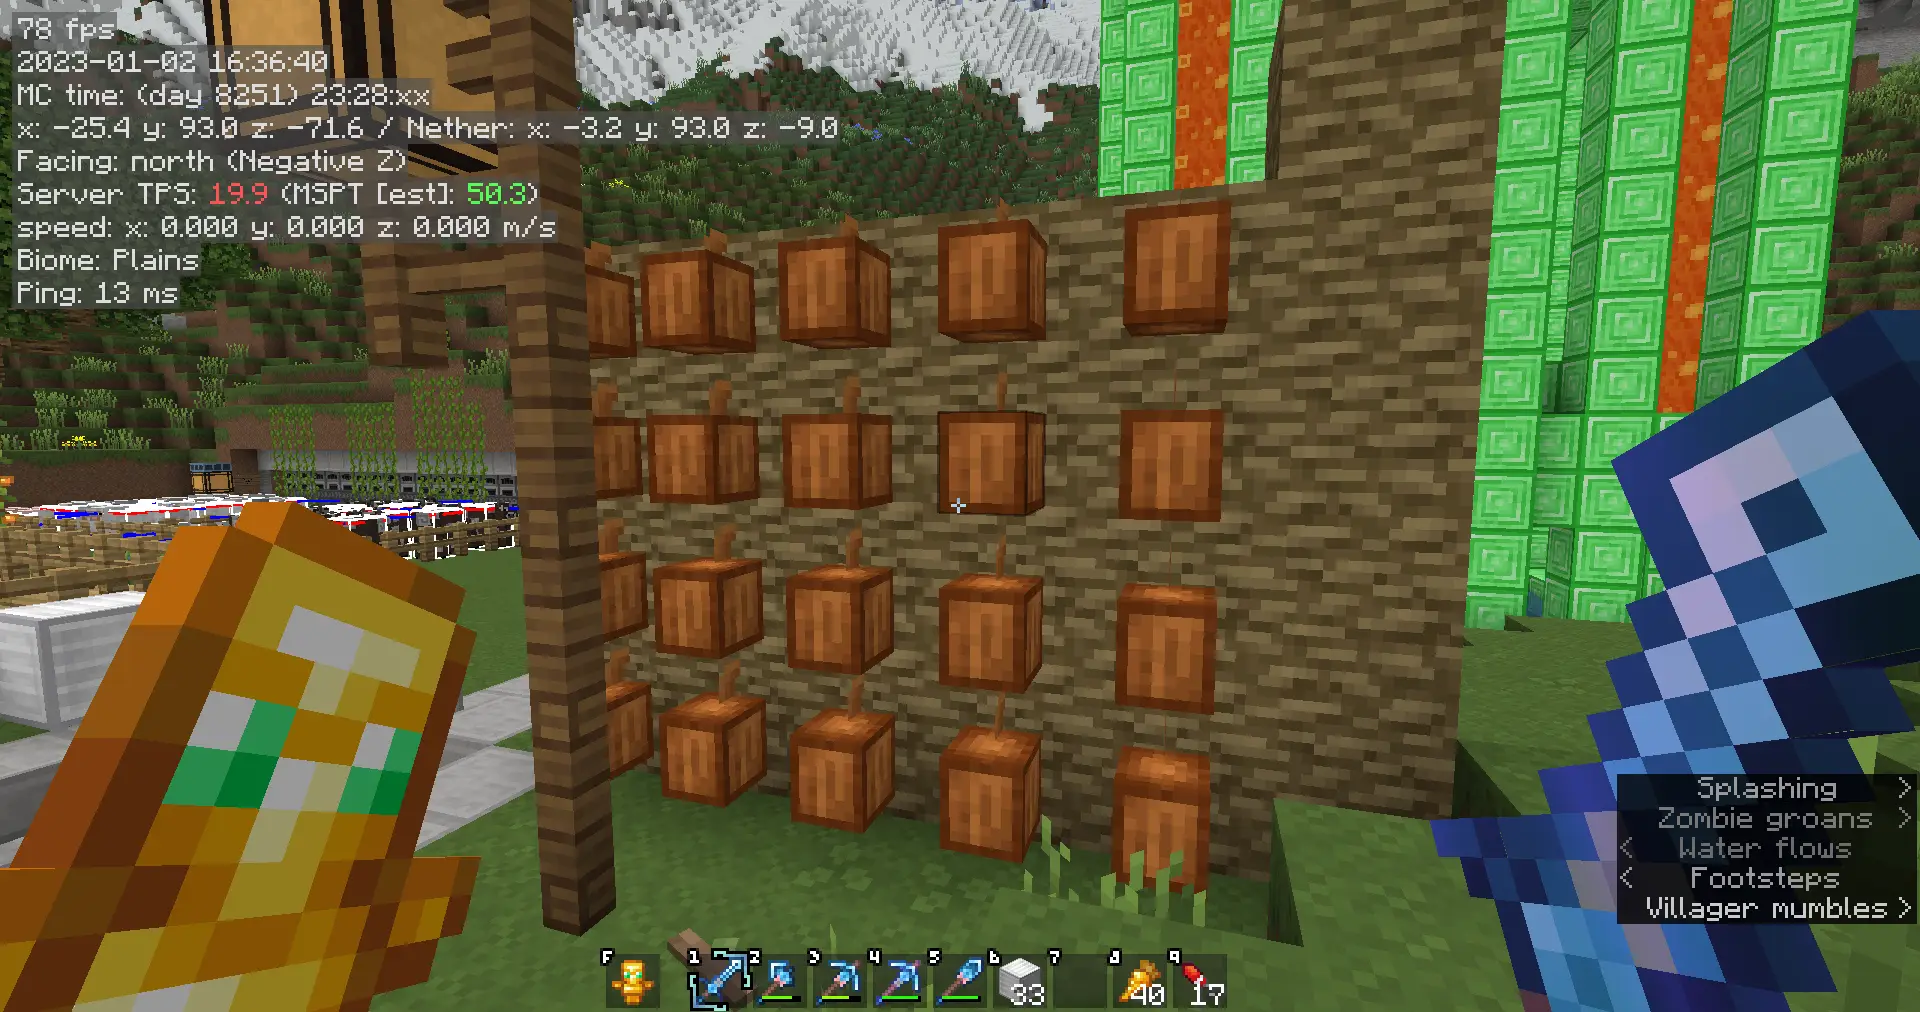 78 fps
2023-01-02 16:36:40
MC time: (day 8251) 23:28:xx
x: -25.4 y: 93.0 z: -71.6 / Nether: x: -3.2 y: 93.0 z: -9.0
Facing: north (Negative Z)
Server TPS: 19.9 (MSPT [est]: 50.3)
speed: x: 0.000 y: 0.000 z: 0.000 m/s
Biome: Plains
Ping: 13 ms
Splashing >
Zombie groans >
< Water flows
< Footsteps
Villager mumbles >
F 1 2 3 4 5 6 7 8 9
33 40 17